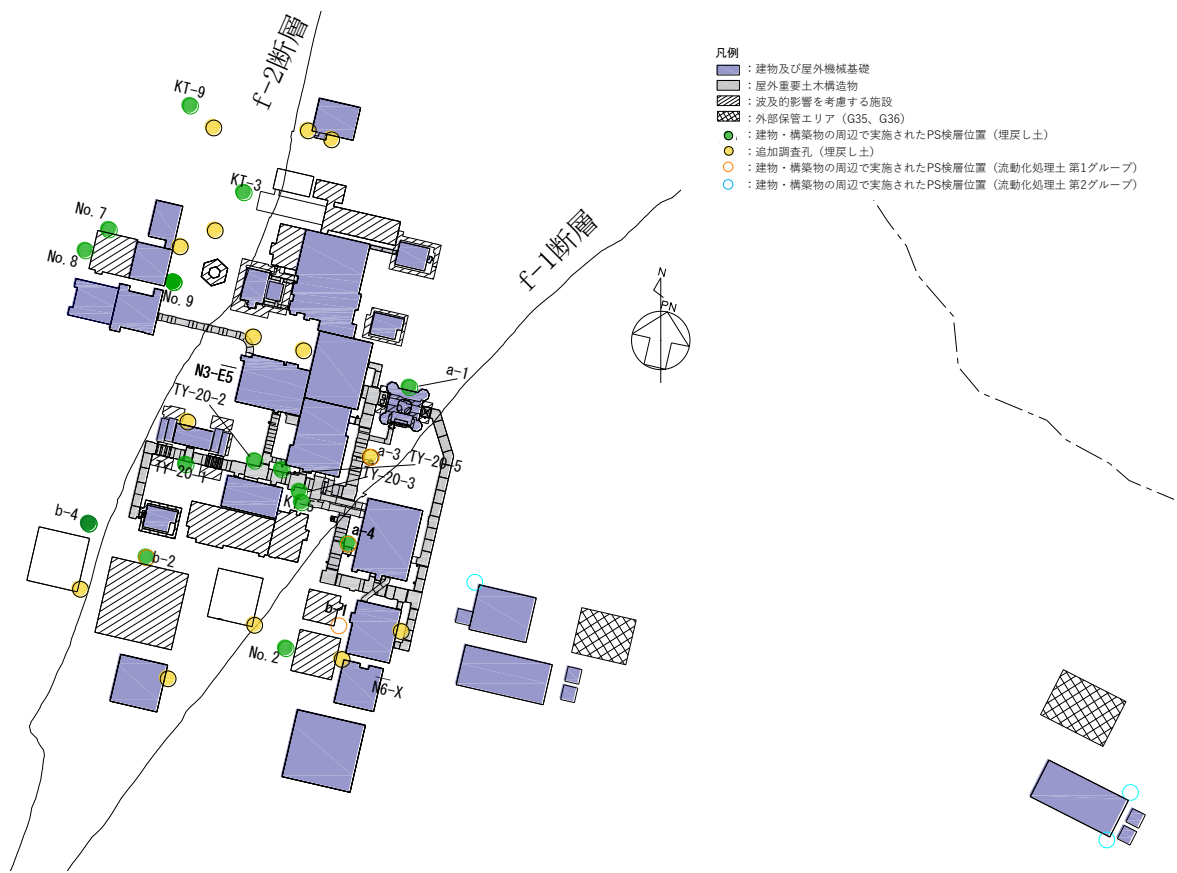 f-2断層
凡例
：建物及び屋外機械基礎
：屋外重要土木構造物
：波及的影響を考慮する施設
：外部保管エリア（G35、G36）
：建物・構築物の周辺で実施されたPS検層位置（埋戻し土）
：追加調査孔（埋戻し土）
：建物・構築物の周辺で実施されたPS検層位置（流動化処理土 第1グループ）
：建物・構築物の周辺で実施されたPS検層位置（流動化処理土 第2グループ）
KT-9
KT-3
No. 7
No. 8
No. 9
f-1断層
N
PN
N3-E5
a-1
TY-20-2
a-3
TY-20-5
TY-20-1
TY-20-3
b-4
a-4
b-2
b-1
No. 2
N6-X